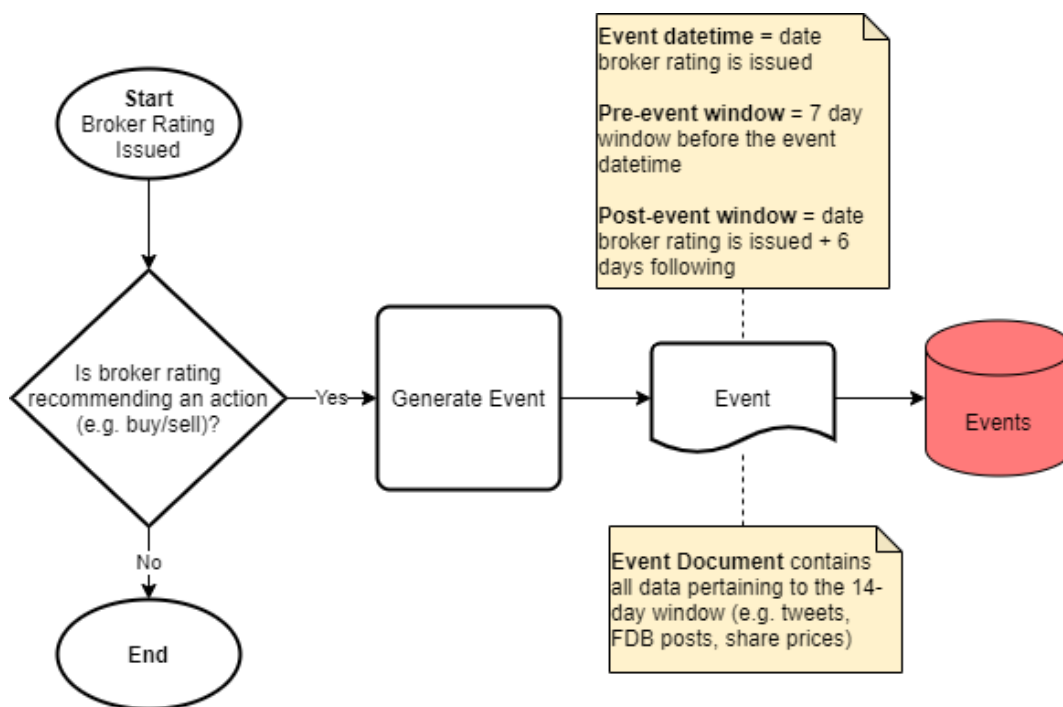 Start
Broker Rating
Issued
Is broker rating
recommending an action
(e.g. buy/sell)?
Yes
No
End
Generate Event
Event datetime = date
broker rating is issued
Pre-event window = 7 day
window before the event
datetime
Post-event window = date
broker rating is issued + 6
days following
Event
Event Document contains
all data pertaining to the 14-
day window (e.g. tweets,
FDB posts, share prices)
Events